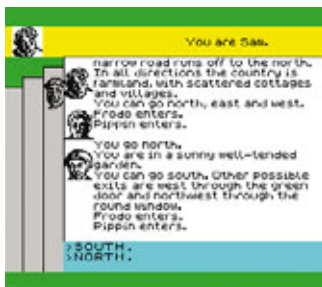 You are Sam.
narrow road runs off to the north.
In all directions the country is
farmland, with scattered cottages
and villages.
You can go north, east and west.
Frodo enters.
Pippin enters.
You go north.
You are in a sunny well-tended
garden.
You can go south. Other possible
exits are west through the green
door and northwest through the
round window.
Frodo enters.
Pippin enters.
>SOUTH.
>NORTH.